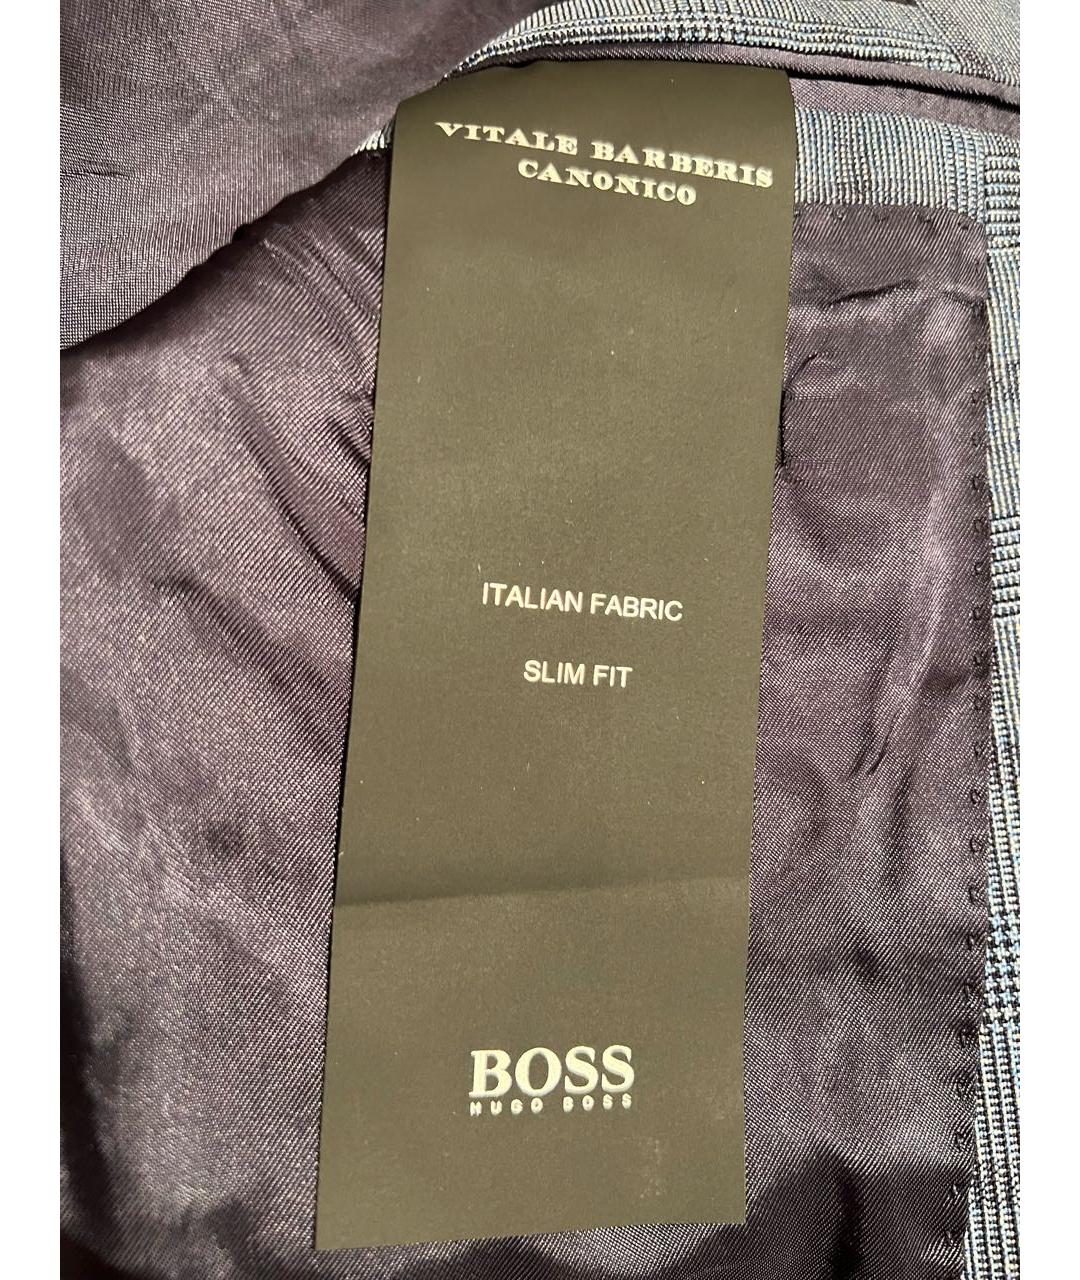 VITALE BARBERIS
CANONICO
ITALIAN FABRIC
SLIM FIT
BOSS
HUGO BOSS